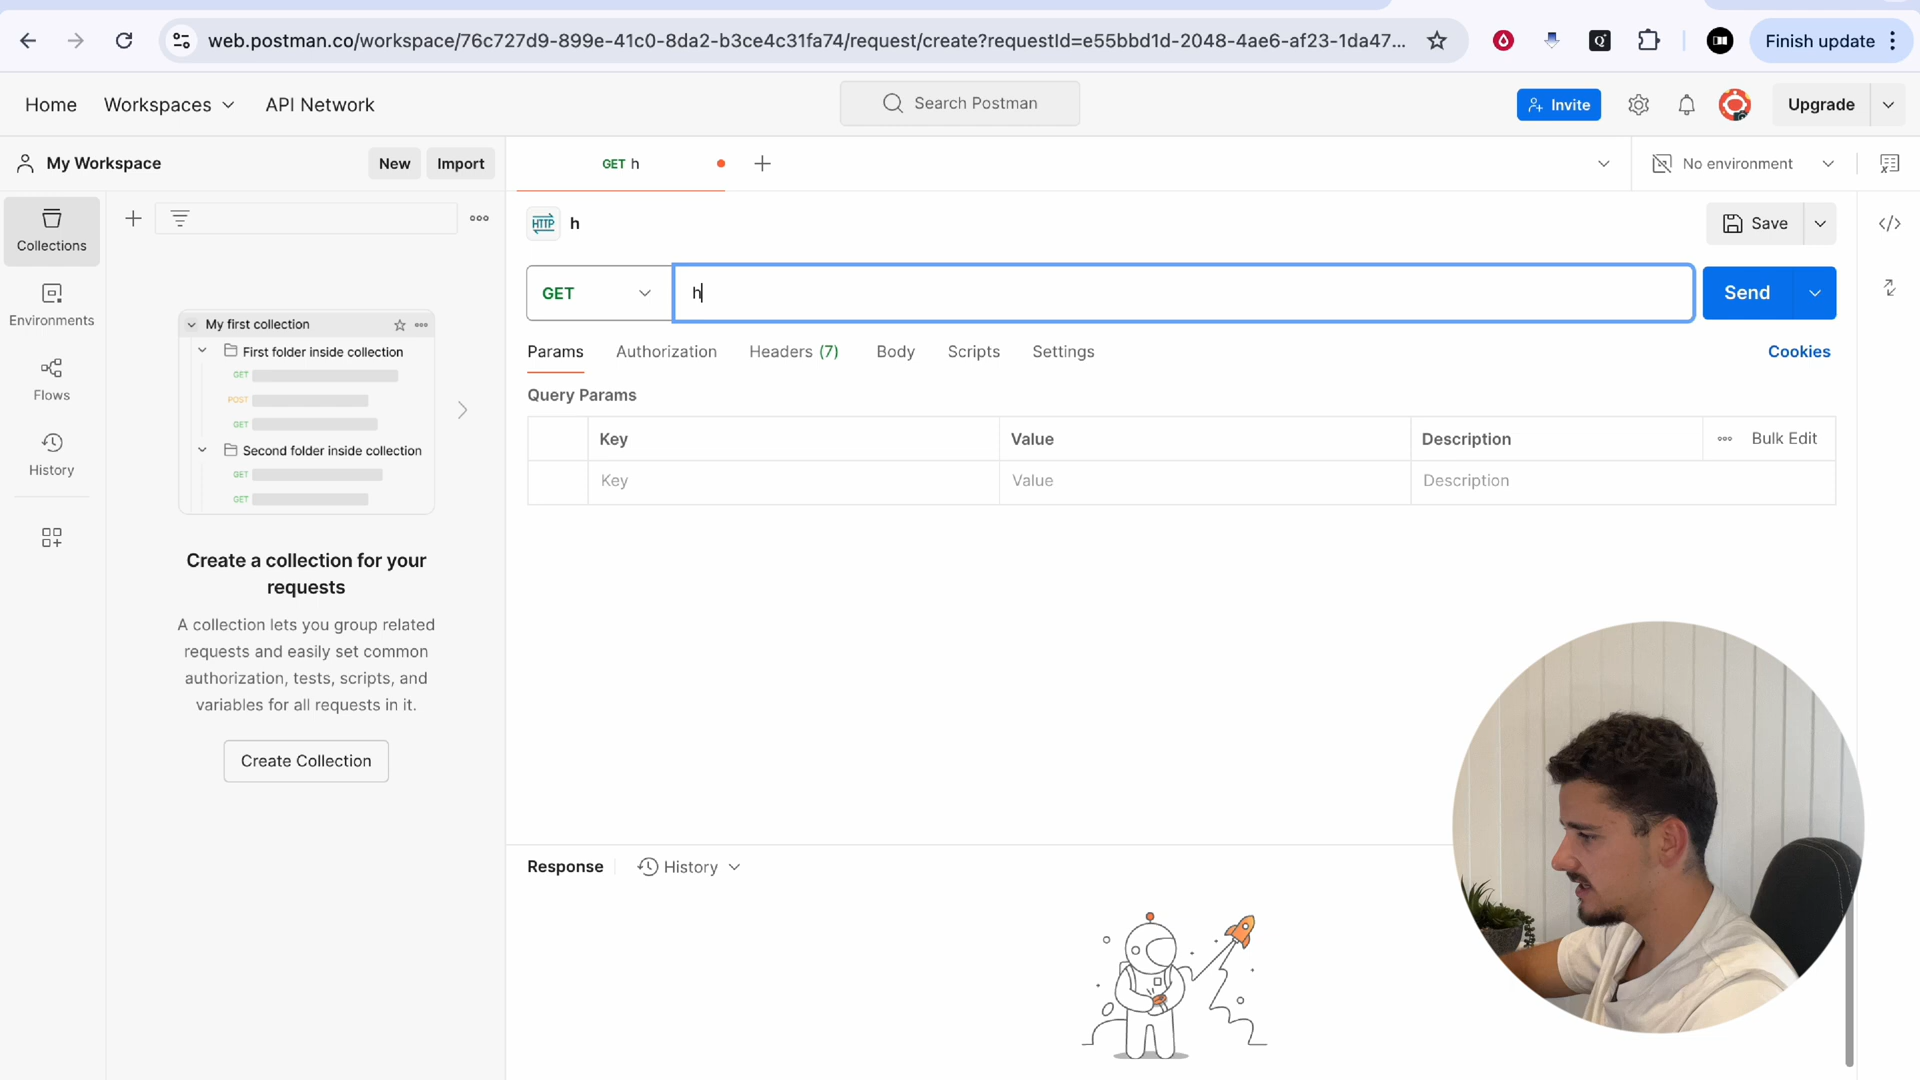 web.postman.co/workspace/76c727d9-899e-41c0-8da2-b3ce4c31fa74/request/create?requestId=e55bbd1d-2048-4ae6-af23-1da47...
Finish update
Home
Workspaces
API Network
Search Postman
Invite
Upgrade
My Workspace
New
Import
GET h
No environment
Collections
Environments
Flows
History
HTTP
h
Save
GET
h
Send
Params
Authorization
Headers (7)
Body
Scripts
Settings
Cookies
Query Params
Key
Value
Description
Bulk Edit
Key
Value
Description
My first collection
First folder inside collection
GET
POST
GET
Second folder inside collection
GET
GET
Create a collection for your
requests
A collection lets you group related
requests and easily set common
authorization, tests, scripts, and
variables for all requests in it.
Create Collection
Response
History